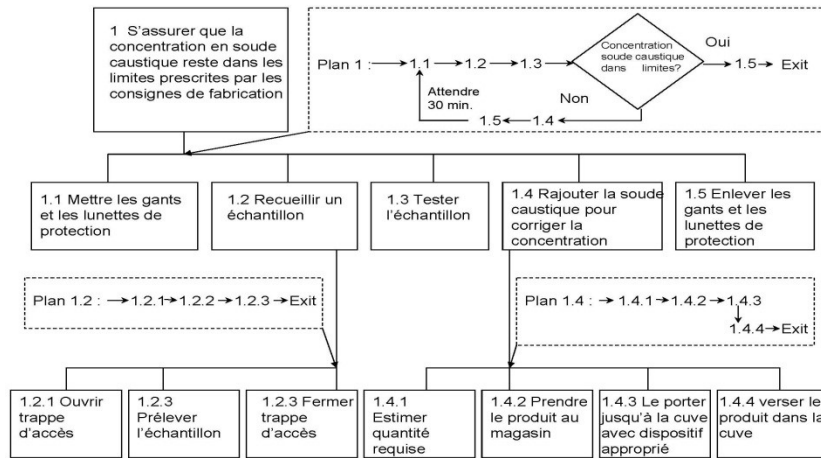 1 S'assurer que la
concentration en soude
caustique reste dans les
limites prescrites par les
consignes de fabrication
Plan 1 : 1.1 1.2 1.3
Concentration
soude caustique
dans limites?
Oui
1.5 Exit
Attendre
30 min.
Non
1.5 1.4
1.1 Mettre les gants
et les lunettes de
protection
1.2 Recueillir un
échantillon
1.3 Tester
l'échantillon
1.4 Rajouter la soude
caustique pour
corriger la
concentration
1.5 Enlever les
gants et les
lunettes de
protection
Plan 1.2 : 1.2.1 1.2.2 1.2.3 Exit
Plan 1.4 : 1.4.1 1.4.2 1.4.3
1.4.4 Exit
1.2.1 Ouvrir
trappe
d'accès
1.2.3
Prélever
l'échantillon
1.2.3 Fermer
trappe
d'accès
1.4.1
Estimer
quantité
requise
1.4.2 Prendre
le produit au
magasin
1.4.3 Le porter
jusqu'à la cuve
avec dispositif
approprié
1.4.4 verser le
produit dans la
cuve